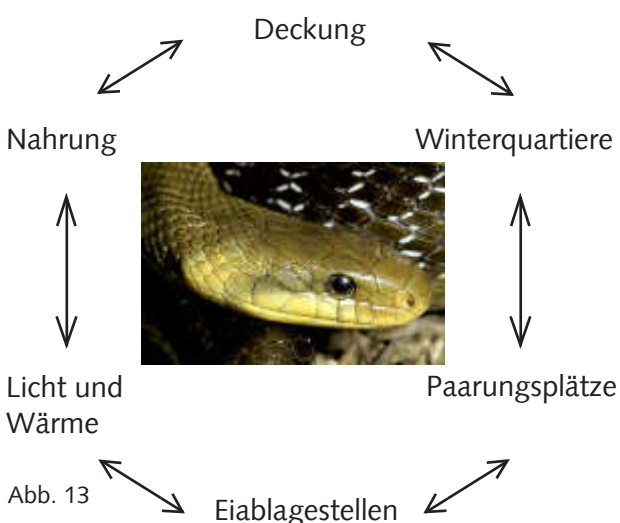 Deckung
Nahrung
Winterquartiere
Licht und
Wärme
Paarungsplätze
Abb. 13
Eiablagestellen